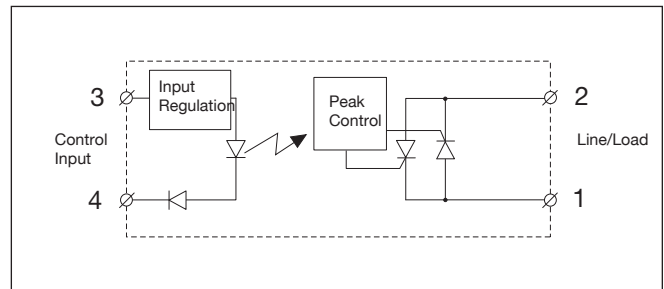 3
Input
Regulation
Control
Input
4
Peak
Control
2
Line/Load
1